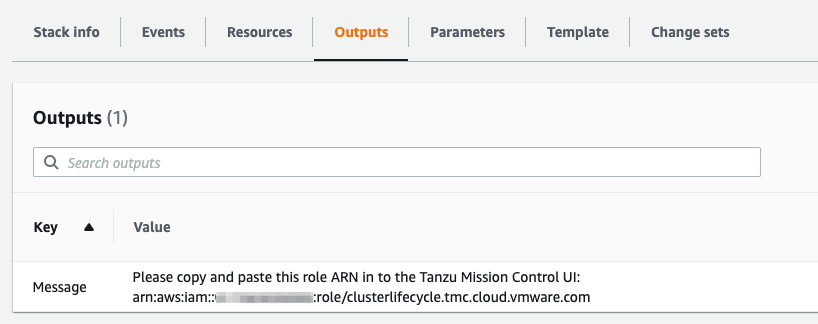 Stack info Events Resources Outputs Parameters Template Change sets
Outputs (1)
Search outputs
Key Value
Message
Please copy and paste this role ARN in to the Tanzu Mission Control UI:
arn:aws:iam:: :role/clusterlifecycle.tmc.cloud.vmware.com